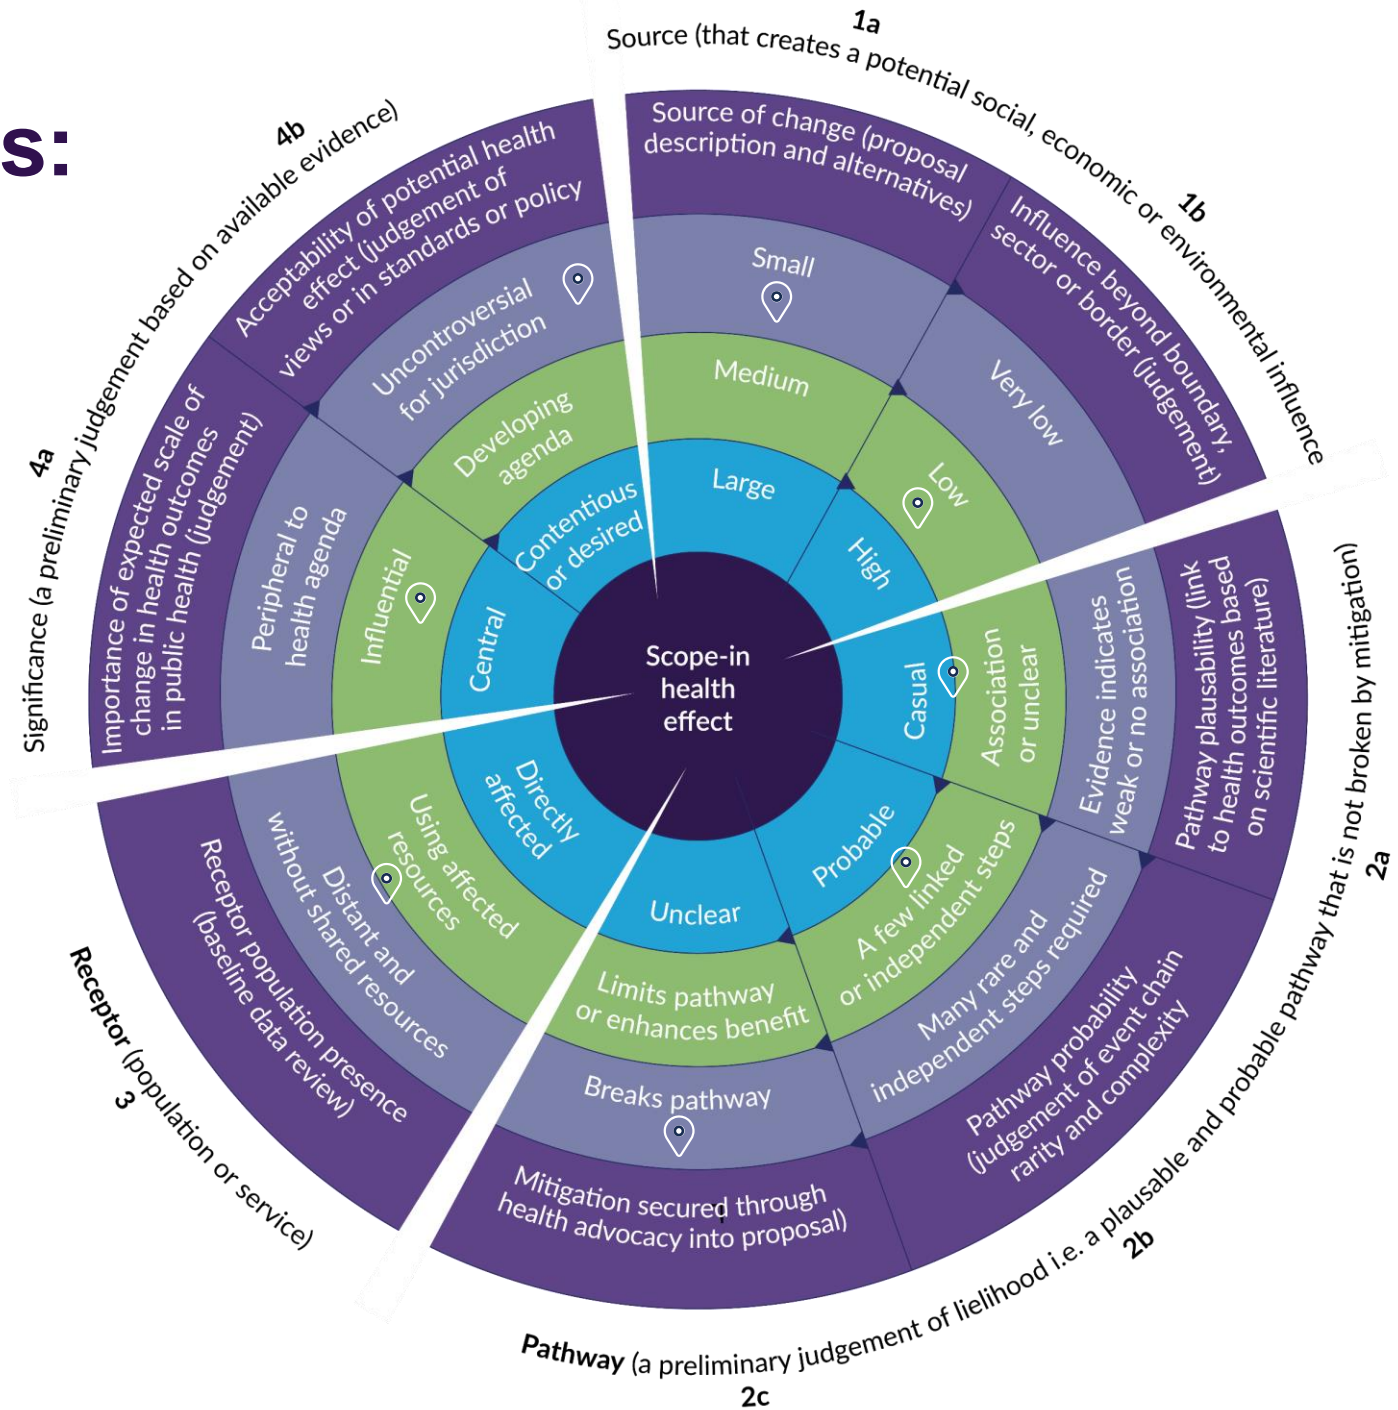 s:
1a
Source (that creates a potential social, economic or environmental influence
1b
Source of change (proposal
description and alternatives)
Small
Medium
Large
Influence beyond boundary,
sector or border (judgement)
Very low
Low
High
Pathway plausability (link
to health outcomes based
on scientific literature)
Evidence indicates
weak or no association
Association
or unclear
Casual
2a
Pathway probability
(judgement of event chain
rarity and complexity
Many rare and
independent steps required
A few linked
or independent steps
Probable
2b
Mitigation secured through
health advocacy into proposal)
Breaks pathway
Limits pathway
or enhances benefit
Unclear
Pathway (a preliminary judgement of lielihood i.e. a plausable and probable pathway that is not broken by mitigation)
2c
Receptor population presence
(baseline data review)
Distant and
without shared resources
Using affected
resources
Directly
affected
Receptor (population or service)
3
Importance of expected scale of
change in health outcomes
in public health (judgement)
Peripheral to
health agenda
Influential
Central
4a
Significance (a preliminary judgement based on available evidence)
4b
Acceptability of potential health
effect (judgement of
views or in standards or policy
Uncontroversial
for jurisdiction
Developing
agenda
Contentious
or desired
Scope-in
health
effect